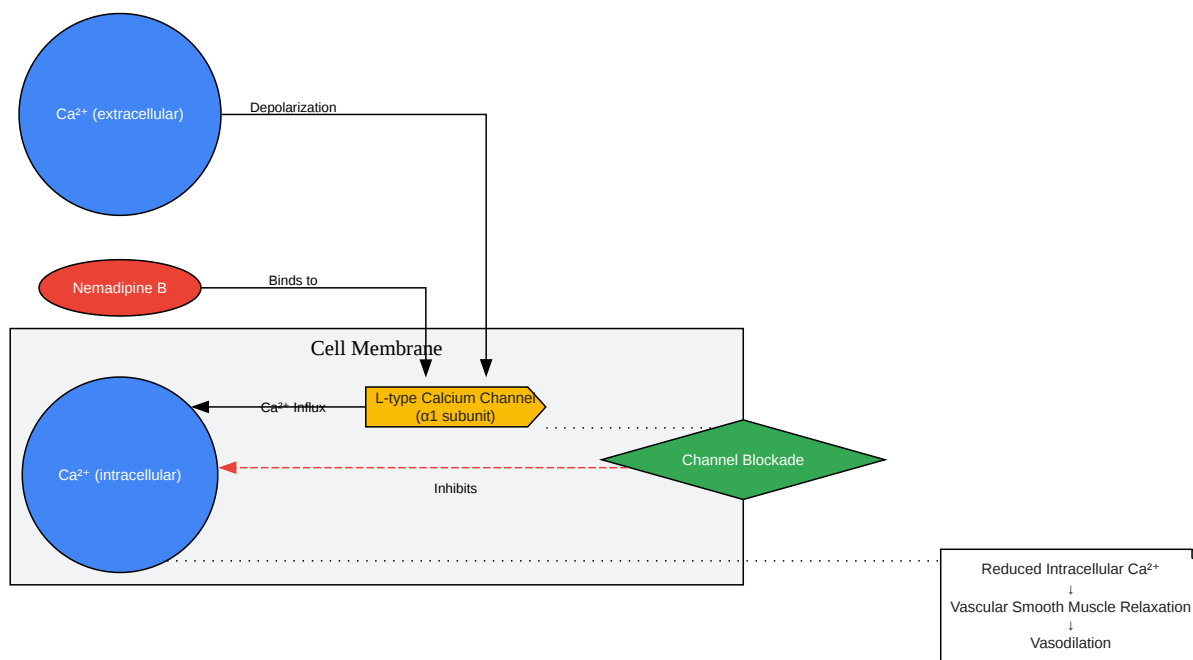 Ca²⁺ (extracellular)
Depolarization
Nemadipine B
Binds to
Cell Membrane
L-type Calcium Channel
(α1 subunit)
Ca²⁺ Influx
Channel Blockade
Ca²⁺ (intracellular)
Inhibits
Reduced Intracellular Ca²⁺
↓
Vascular Smooth Muscle Relaxation
↓
Vasodilation